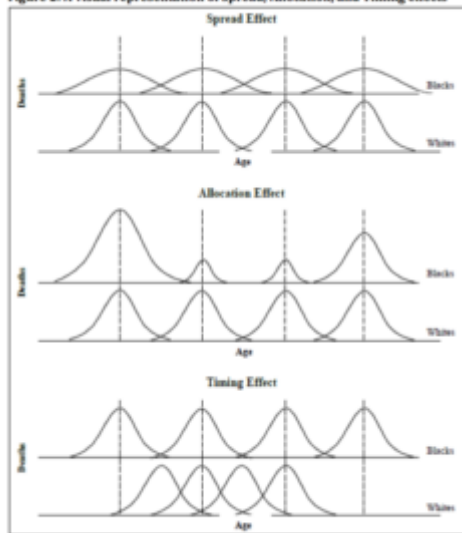 Spread Effect
Deaths
Blacks
Whites
Age
Allocation Effect
Deaths
Blacks
Whites
Age
Timing Effect
Deaths
Blacks
Whites
Age